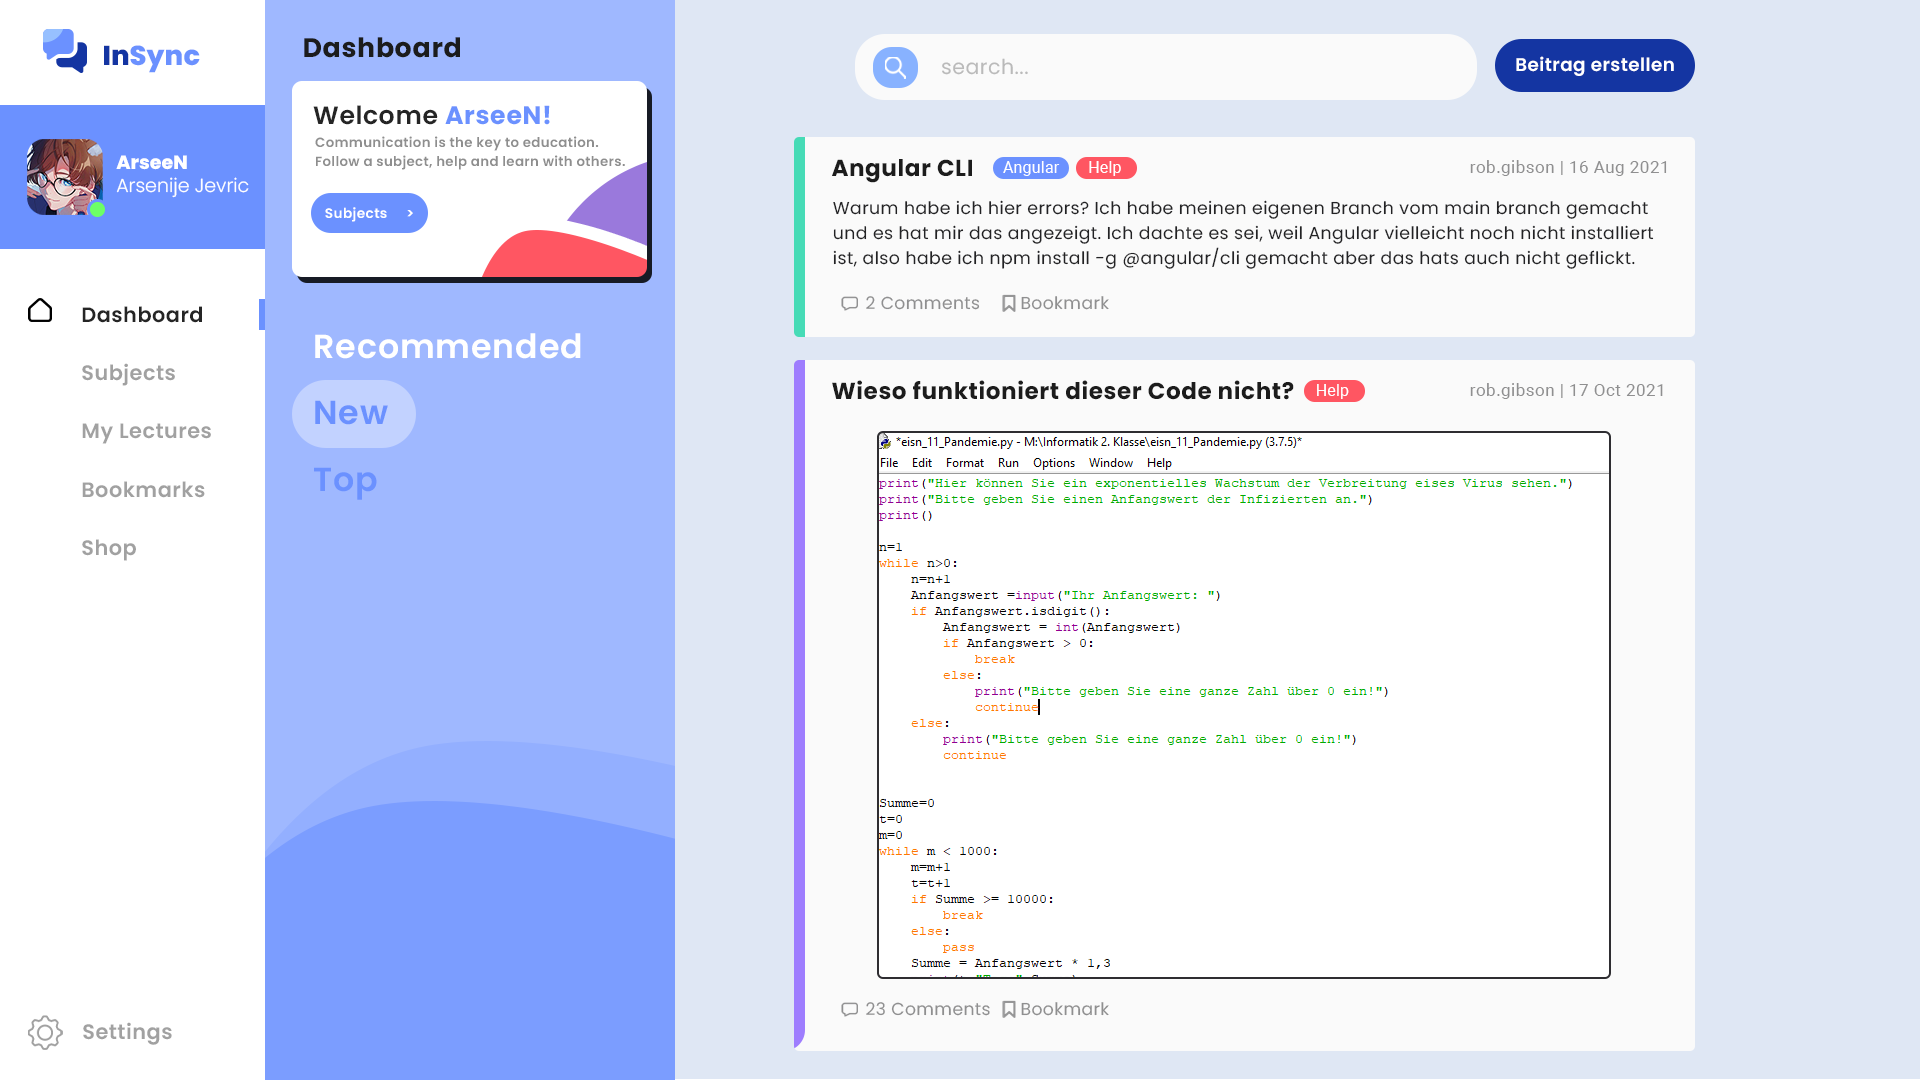 InSync
ArseeN
Arsenije Jevric
Dashboard
Subjects
My Lectures
Bookmarks
Shop
Settings
Dashboard
Welcome ArseeN!
Communication is the key to education.
Follow a subject, help and learn with others.
Subjects >
Recommended
New
Top
search...
Beitrag erstellen
Angular CLI Angular Help rob.gibson | 16 Aug 2021
Warum habe ich hier errors? Ich habe meinen eigenen Branch vom main branch gemacht
und es hat mir das angezeigt. Ich dachte es sei, weil Angular vielleicht noch nicht installiert
ist, also habe ich npm install -g @angular/cli gemacht aber das hats auch nicht geflickt.
2 Comments Bookmark
Wieso funktioniert dieser Code nicht? Help rob.gibson | 17 Oct 2021
*eisn_11_Pandemie.py - M:\Informatik 2. Klasse\eisn_11_Pandemie.py (3.7.5)*
File Edit Format Run Options Window Help
print("Hier können Sie ein exponentielles Wachstum der Verbreitung eises Virus sehen.")
print("Bitte geben Sie einen Anfangswert der Infizierten an.")
print()
n=1
while n>0:
    n=n+1
    Anfangswert =input("Ihr Anfangswert: ")
    if Anfangswert.isdigit():
        Anfangswert = int(Anfangswert)
        if Anfangswert > 0:
            break
        else:
            print("Bitte geben Sie eine ganze Zahl über 0 ein!")
            continue
    else:
        print("Bitte geben Sie eine ganze Zahl über 0 ein!")
        continue
Summe=0
t=0
m=0
while m < 1000:
    m=m+1
    t=t+1
    if Summe >= 10000:
        break
    else:
        pass
    Summe = Anfangswert * 1,3
23 Comments Bookmark